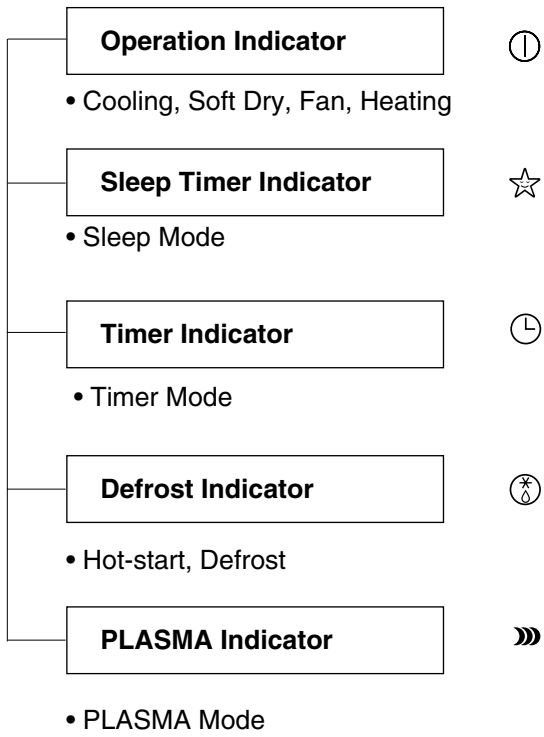 Operation Indicator
• Cooling, Soft Dry, Fan, Heating
Sleep Timer Indicator
• Sleep Mode
Timer Indicator
• Timer Mode
Defrost Indicator
• Hot-start, Defrost
PLASMA Indicator
• PLASMA Mode